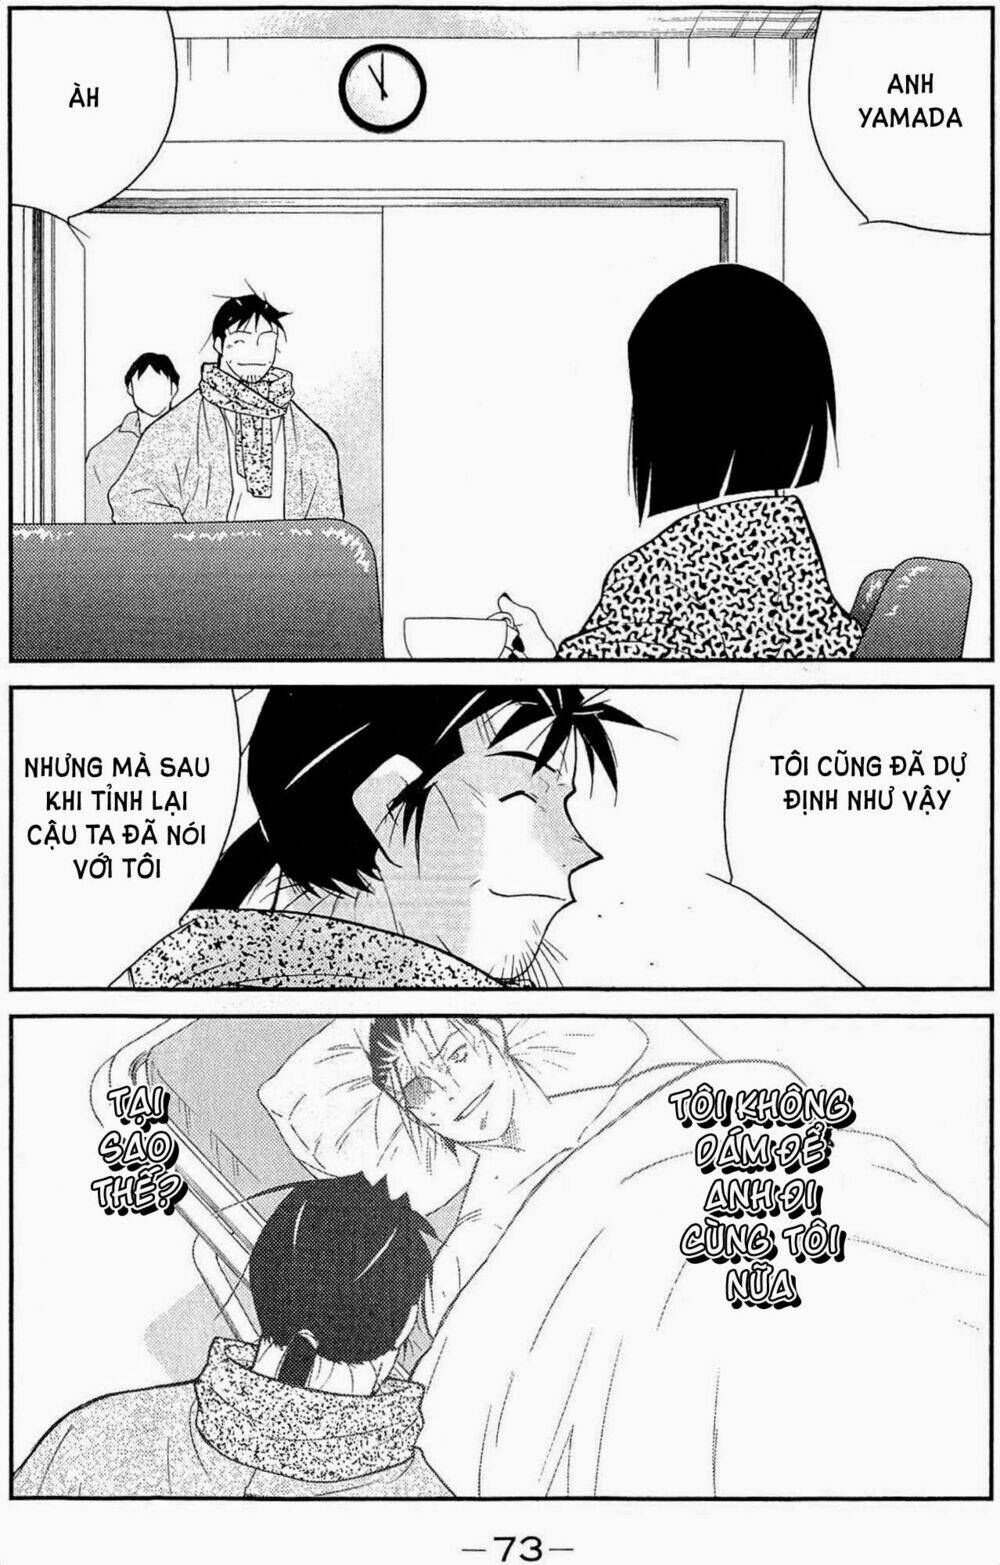 ANH
YAMADA
ÀH
TÔI CŨNG ĐÃ DỰ
ĐỊNH NHƯ VẬY
NHƯNG MÀ SAU
KHI TỈNH LẠI
CẬU TA ĐÃ NÓI
VỚI TÔI
TÔI KHÔNG
DÁM ĐỂ
ANH ĐI
CÙNG TÔI
NỮA
TẠI
SAO
THẾ?
-73-